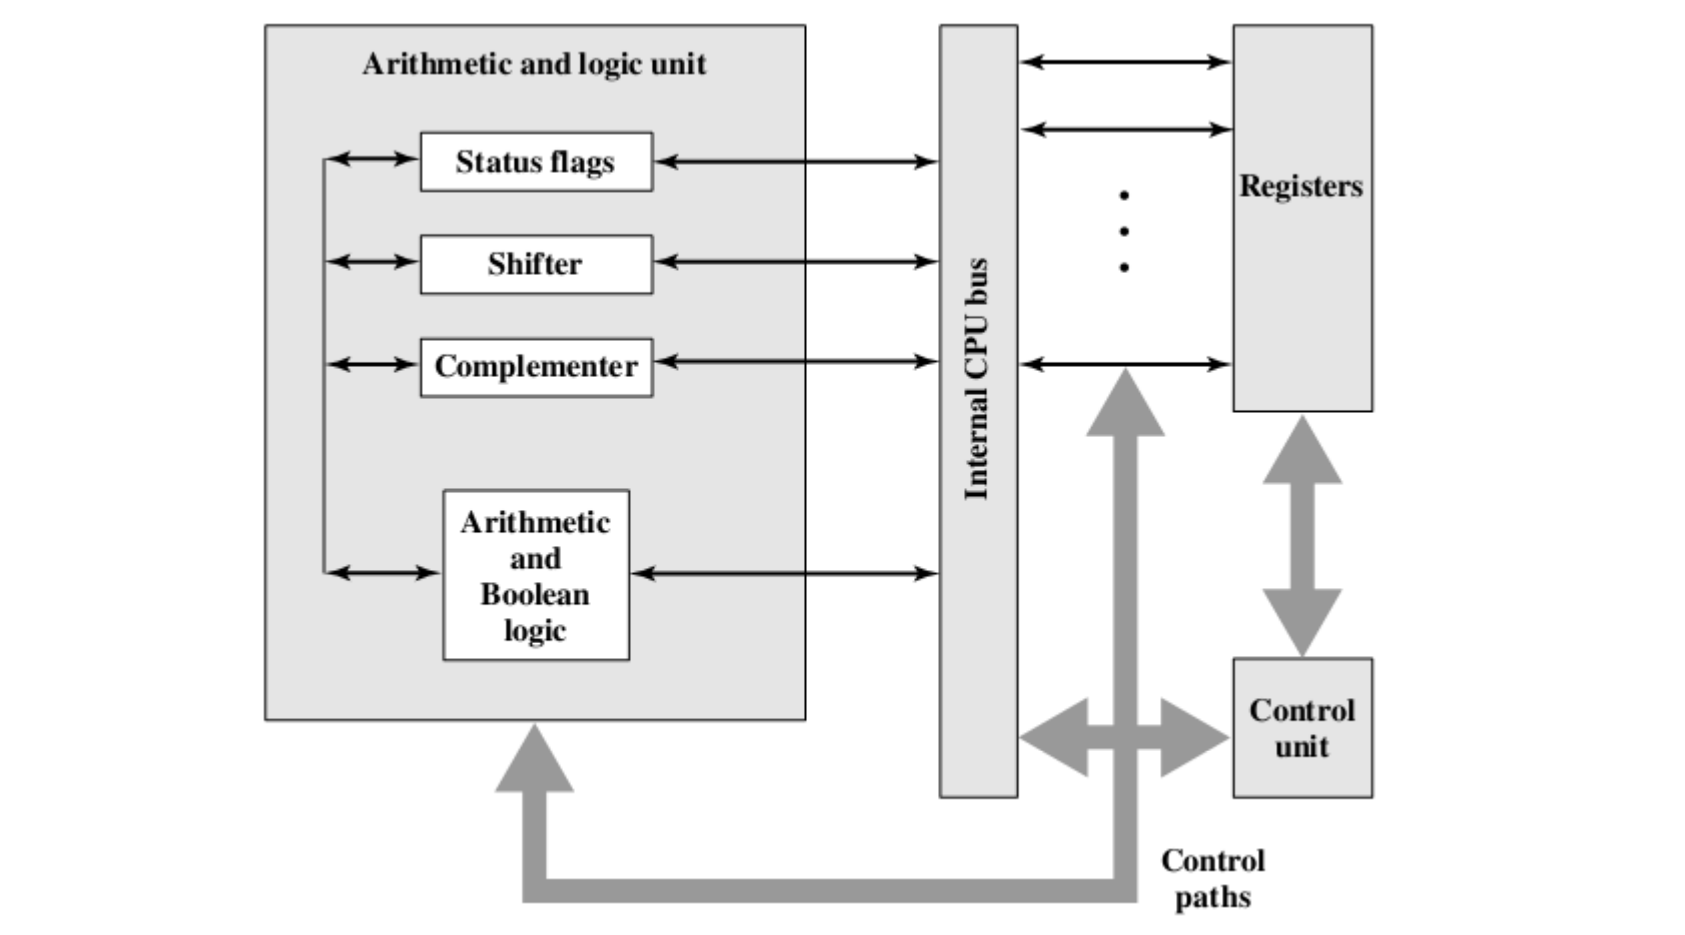 Arithmetic and logic unit
Status flags
Shifter
Complementer
Arithmetic
and
Boolean
logic
Internal CPU bus
Registers
Control
unit
Control
paths